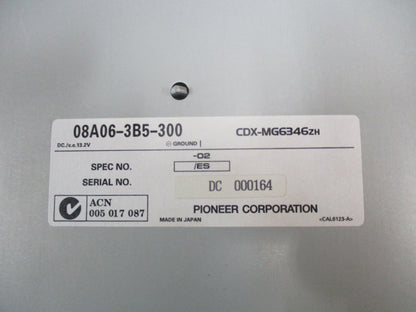 08A06-3B5-300 CDX-MG6346ZH
DC./v.c.13.2V ⊖ GROUND
-02
SPEC NO. /ES
SERIAL NO. DC 000164
ACN
005 017 087
PIONEER CORPORATION
MADE IN JAPAN <CAL6123-A>